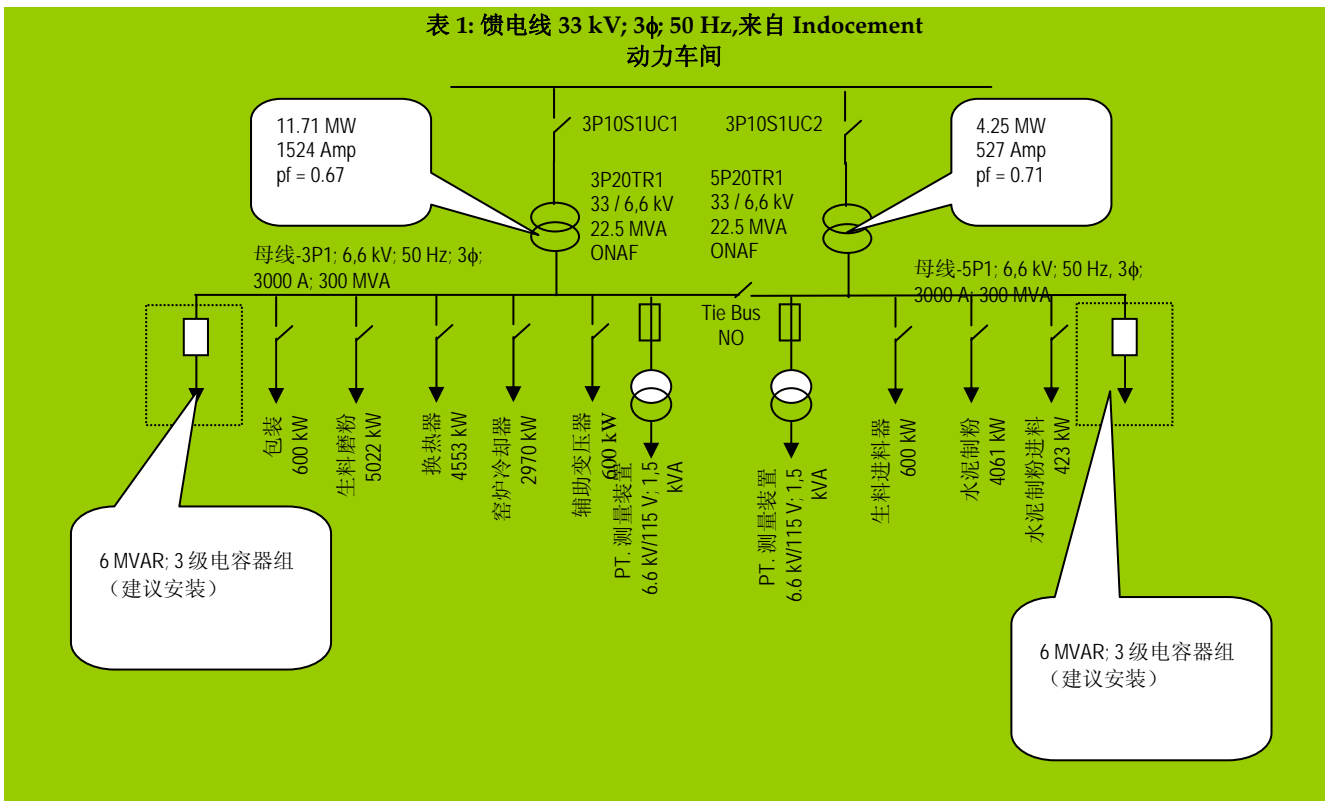 表 1: 馈电线 33 kV; 3ϕ; 50 Hz,来自 Indocement
动力车间
11.71 MW
1524 Amp
pf = 0.67
3P10S1UC1
3P10S1UC2
4.25 MW
527 Amp
pf = 0.71
3P20TR1
33 / 6,6 kV
22.5 MVA
ONAF
5P20TR1
33 / 6,6 kV
22.5 MVA
ONAF
母线-3P1; 6,6 kV; 50 Hz; 3ϕ;
3000 A; 300 MVA
母线-5P1; 6,6 kV; 50 Hz, 3ϕ;
3000 A; 300 MVA
Tie Bus
NO
包装
600 kW
生料磨粉
5022 kW
换热器
4553 kW
窑炉冷却器
2970 kW
辅助变压器
600 kW
PT. 测量装置
6.6 kV/115 V; 1,5
kVA
PT. 测量装置
6.6 kV/115 V; 1,5
kVA
生料进料器
600 kW
水泥制粉
4061 kW
水泥制粉进料
423 kW
6 MVAR; 3 级电容器组
（建议安装）
6 MVAR; 3 级电容器组
（建议安装）